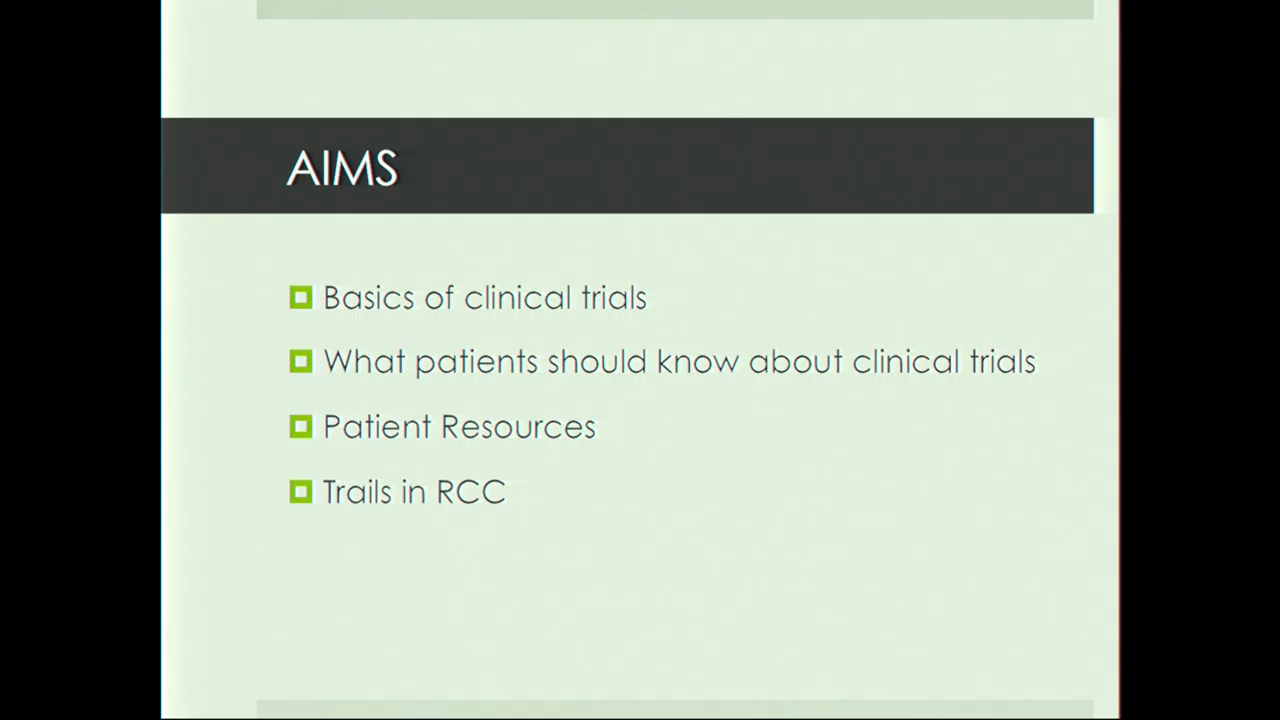 AIMS
Basics of clinical trials
What patients should know about clinical trials
Patient Resources
Trails in RCC